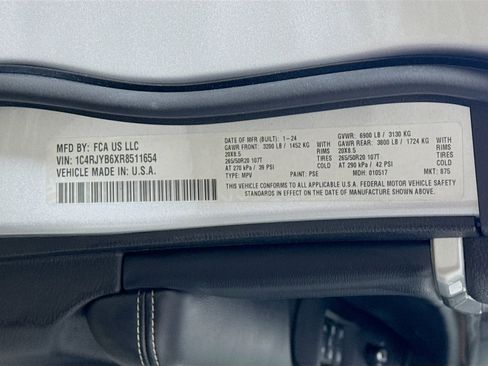 MFD BY: FCA US LLC
VIN: 1C4RJYB6XR8511654
VEHICLE MADE IN: U.S.A.
DATE OF MFR (BUILT): 1-24 GVWR: 6900 LB / 3130 KG
GAWR FRONT: 3200 LB / 1452 KG WITH GAWR REAR: 3800 LB / 1724 KG WITH
20X8.5 RIMS 20X8.5 RIMS
265/50R20 107T TIRES 265/50R20 107T TIRES
AT 270 kPa / 39 PSI COLD AT 290 kPa / 42 PSI COLD
TYPE: MPV PAINT: PSE MDH: 010517 MKT: 875
THIS VEHICLE CONFORMS TO ALL APPLICABLE U.S.A. FEDERAL MOTOR VEHICLE SAFETY
STANDARDS IN EFFECT ON THE DATE OF MANUFACTURE SHOWN ABOVE